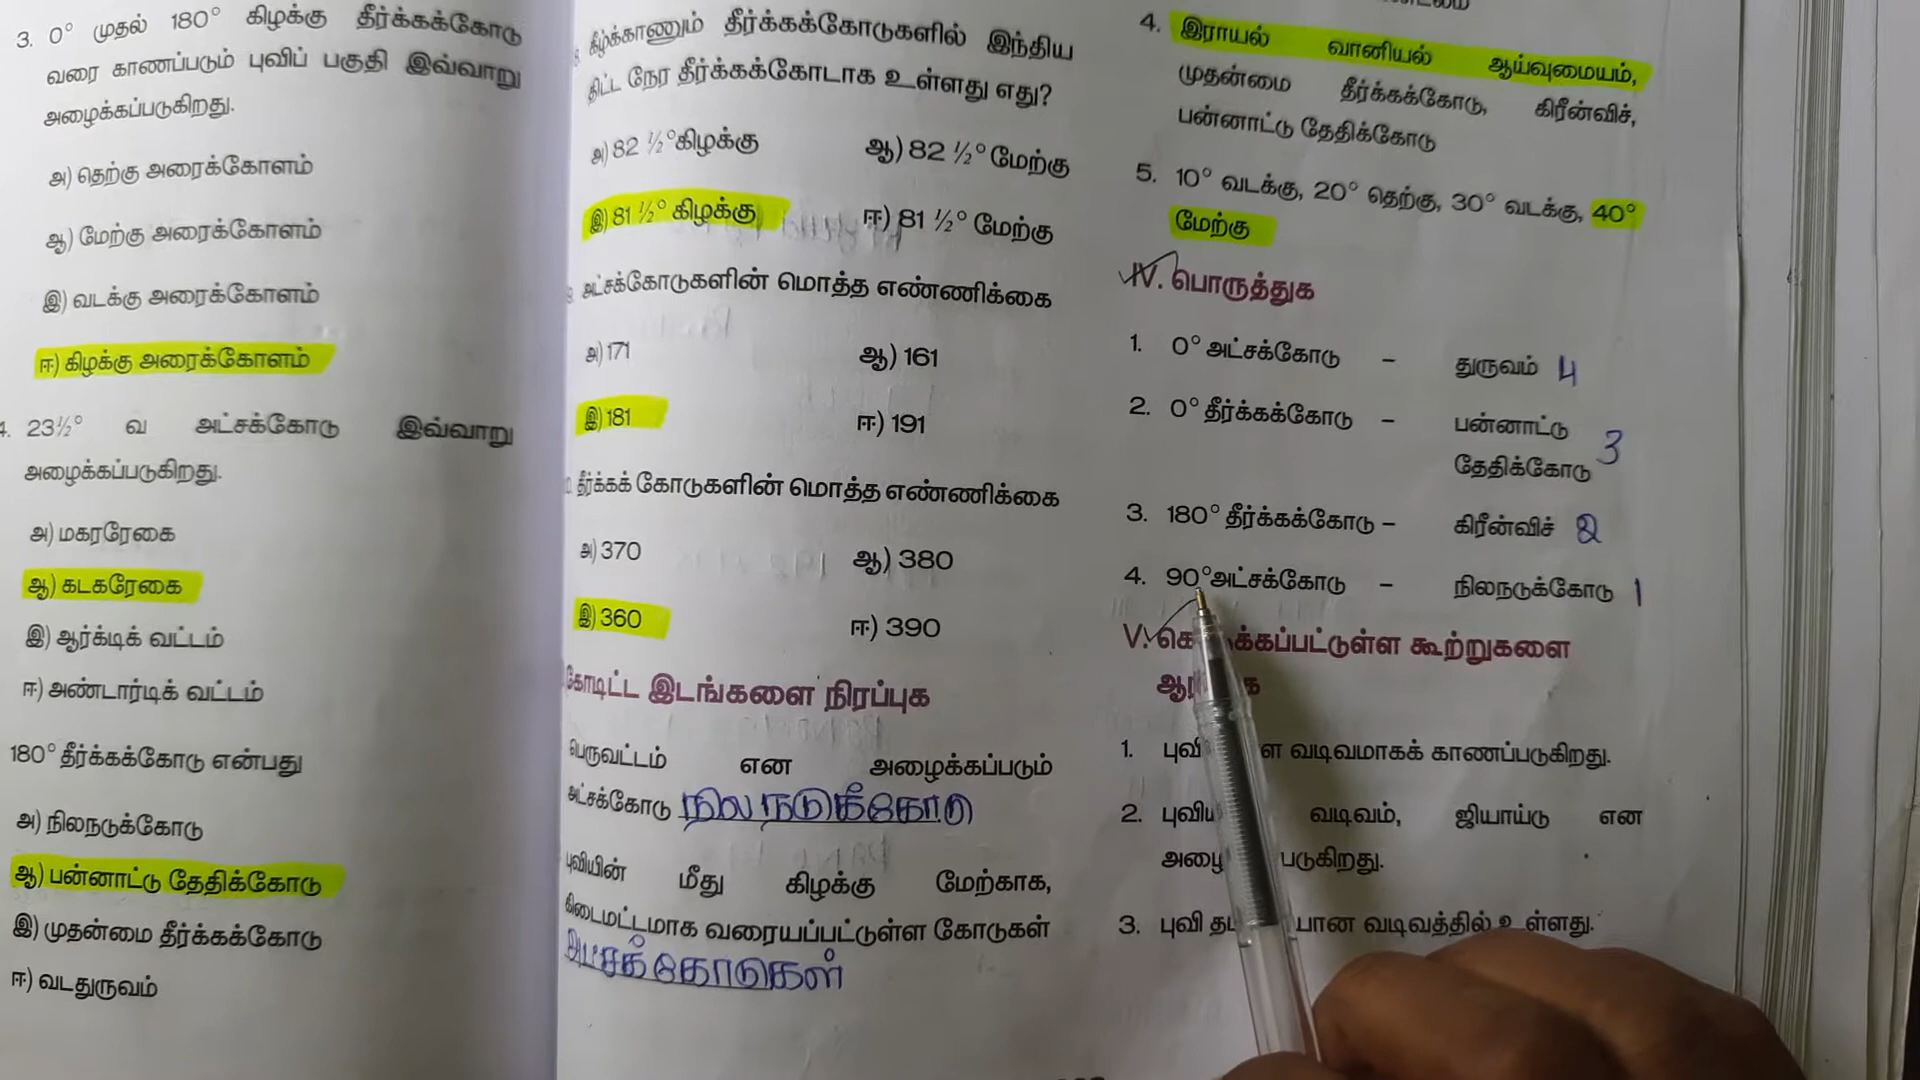 3. 0° முதல் 180° கிழக்கு தீர்க்கக்கோடு
வரை காணப்படும் புவிப் பகுதி இவ்வாறு
அழைக்கப்படுகிறது.
அ) தெற்கு அரைக்கோளம்
ஆ) மேற்கு அரைக்கோளம்
இ) வடக்கு அரைக்கோளம்
ஈ) கிழக்கு அரைக்கோளம்
4. 23½° வ அட்சக்கோடு இவ்வாறு
அழைக்கப்படுகிறது.
அ) மகரரேகை
ஆ) கடகரேகை
இ) ஆர்க்டிக் வட்டம்
ஈ) அண்டார்டிக் வட்டம்
180° தீர்க்கக்கோடு என்பது
அ) நிலநடுக்கோடு
ஆ) பன்னாட்டு தேதிக்கோடு
இ) முதன்மை தீர்க்கக்கோடு
ஈ) வடதுருவம்
கீழ்க்காணும் தீர்க்கக்கோடுகளில் இந்திய
திட்ட நேர தீர்க்கக்கோடாக உள்ளது எது?
அ) 82 ½° கிழக்கு
ஆ) 82 ½° மேற்கு
இ) 81 ½° கிழக்கு
ஈ) 81 ½° மேற்கு
அட்சக்கோடுகளின் மொத்த எண்ணிக்கை
அ) 171
ஆ) 161
இ) 181
ஈ) 191
தீர்க்கக் கோடுகளின் மொத்த எண்ணிக்கை
அ) 370
ஆ) 380
இ) 360
ஈ) 390
கோடிட்ட இடங்களை நிரப்புக
பெருவட்டம் என அழைக்கப்படும்
அட்சக்கோடு நிலநடுக்கோடு
புவியின் மீது கிழக்கு மேற்காக,
கிடைமட்டமாக வரையப்பட்டுள்ள கோடுகள்
அட்சக்கோடுகள்
4. இராயல் வானியல் ஆய்வுமையம்,
முதன்மை தீர்க்கக்கோடு, கிரீன்விச்,
பன்னாட்டு தேதிக்கோடு
5. 10° வடக்கு, 20° தெற்கு, 30° வடக்கு, 40°
மேற்கு
IV. பொருத்துக
1. 0° அட்சக்கோடு – துருவம் 4
2. 0° தீர்க்கக்கோடு – பன்னாட்டு
தேதிக்கோடு 3
3. 180° தீர்க்கக்கோடு – கிரீன்விச் 2
4. 90° அட்சக்கோடு – நிலநடுக்கோடு 1
V. கூற்றுகளை
1. வடிவமாகக் காணப்படுகிறது.
2. வடிவம், ஜியாய்டு என
3. புவி வடிவத்தில் உள்ளது.